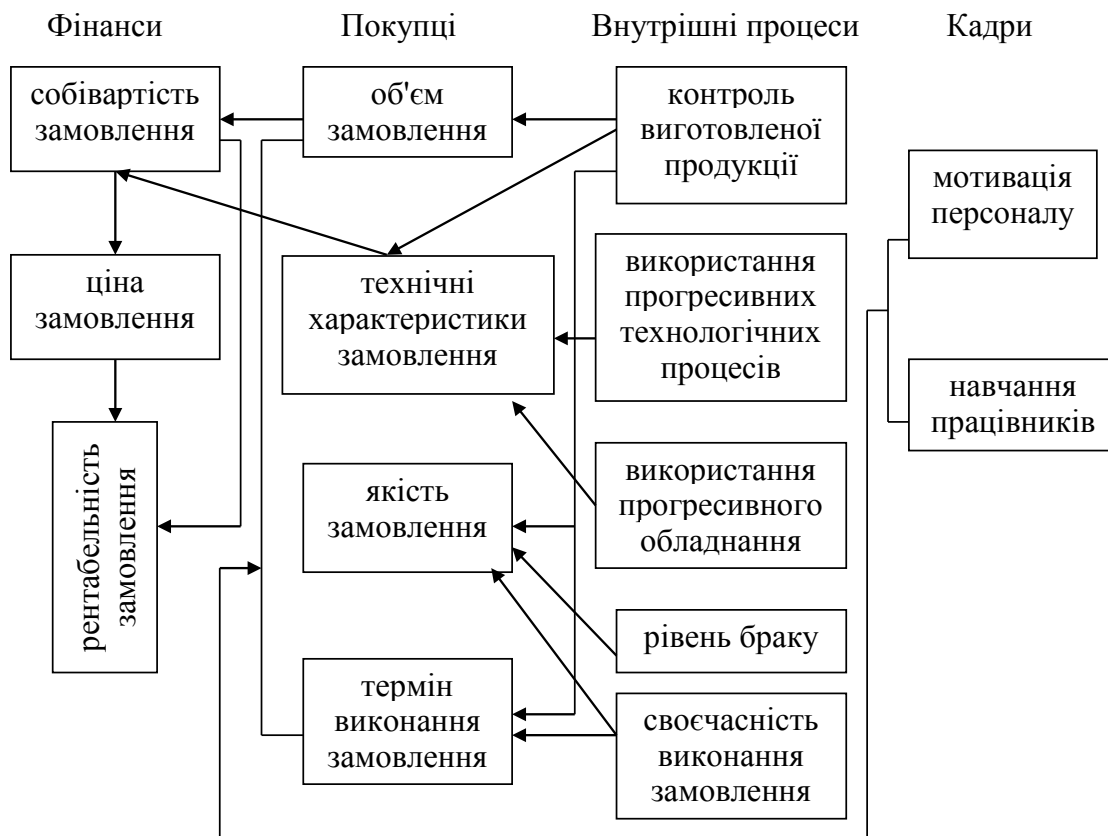 Фінанси
Покупці
Внутрішні процеси
Кадри
собівартість
замовлення
ціна
замовлення
рентабельність
замовлення
об'єм
замовлення
технічні
характеристики
замовлення
якість
замовлення
термін
виконання
замовлення
контроль
виготовленої
продукції
використання
прогресивних
технологічних
процесів
використання
прогресивного
обладнання
рівень браку
своєчасність
виконання
замовлення
мотивація
персоналу
навчання
працівників